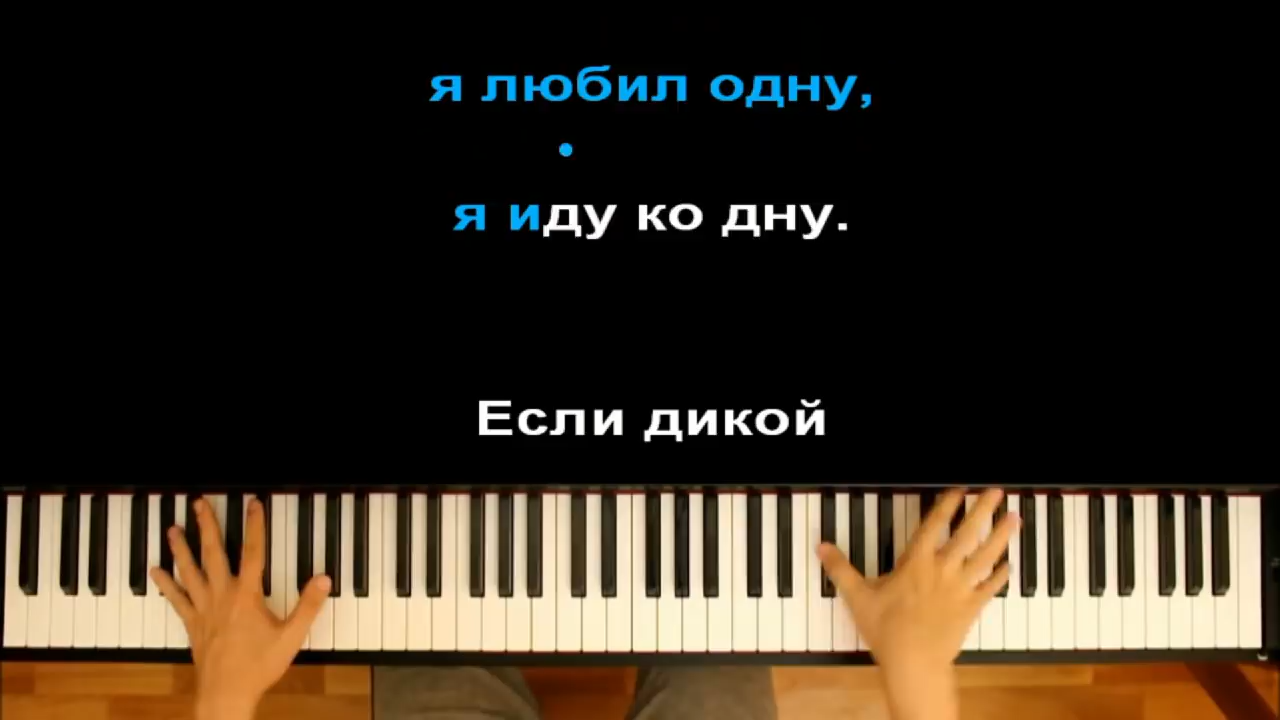 я любил одну,
я иду ко дну.
Если дикой